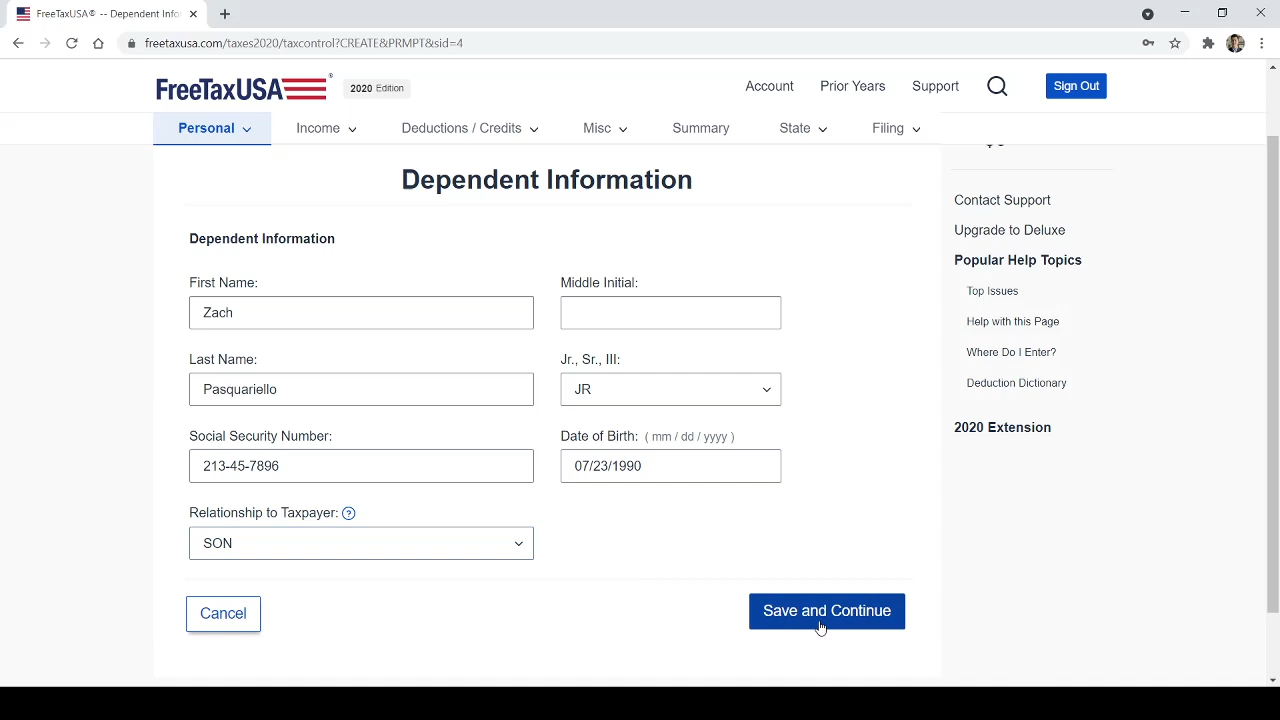 FreeTaxUSA® -- Dependent Info
freetaxusa.com/taxes2020/taxcontrol?CREATE&PRMPT&sid=4
FreeTaxUSA®
2020 Edition
Account
Prior Years
Support
Sign Out
Personal
Income
Deductions / Credits
Misc
Summary
State
Filing
Dependent Information
Dependent Information
First Name:
Middle Initial:
Zach
Last Name:
Jr., Sr., III:
Pasquariello
JR
Social Security Number:
Date of Birth: ( mm / dd / yyyy )
213-45-7896
07/23/1990
Relationship to Taxpayer: ?
SON
Cancel
Save and Continue
Contact Support
Upgrade to Deluxe
Popular Help Topics
Top Issues
Help with this Page
Where Do I Enter?
Deduction Dictionary
2020 Extension